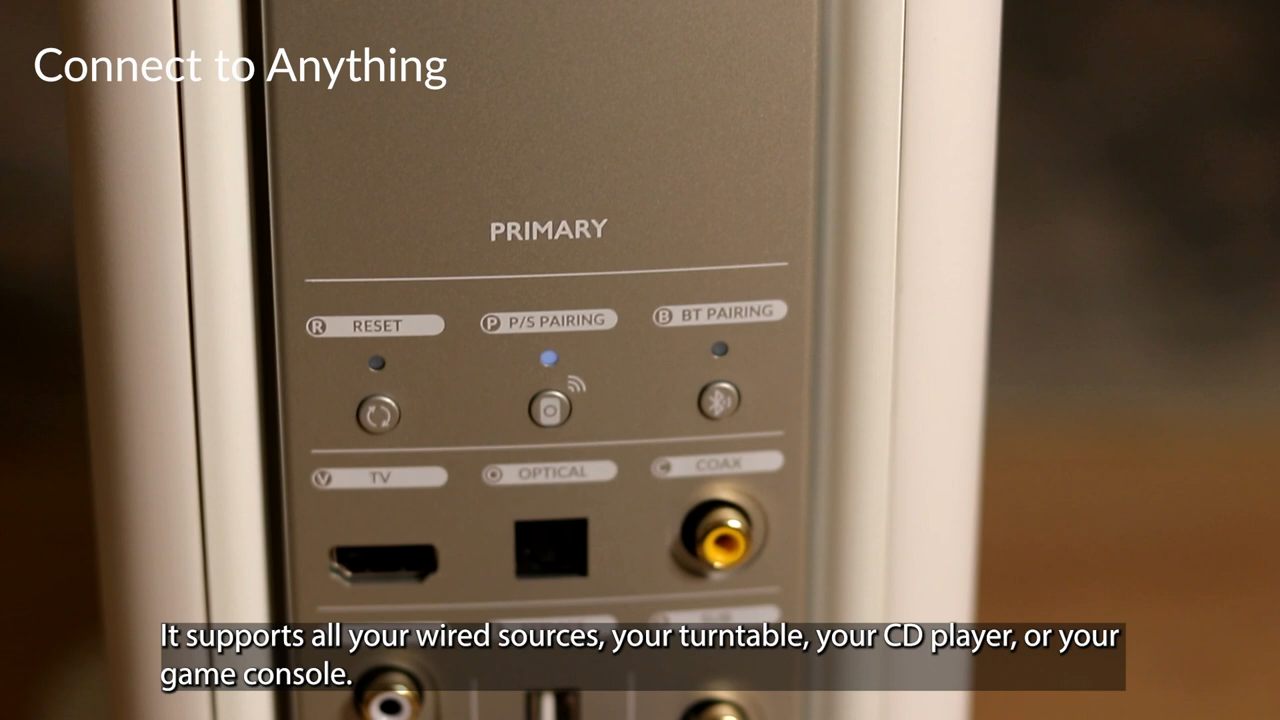 Connect to Anything
PRIMARY
R RESET
P P/S PAIRING
B BT PAIRING
V TV
OPTICAL
C COAX
It supports all your wired sources, your turntable, your CD player, or your
game console.